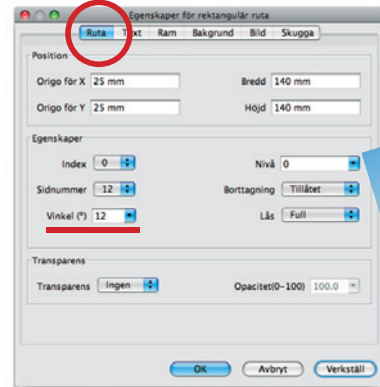 Egenskaper för rektangulär ruta
Ruta Text Ram Bakgrund Bild Skugga
Position
Origo för X 25 mm Bredd 140 mm
Origo för Y 25 mm Höjd 140 mm
Egenskaper
Index 0 Nivå 0
Sidnummer 12 Borttagning Tillåtet
Vinkel (°) 12 Lås Full
Transparens
Transparens Ingen Opacitet(0-100) 100.0
OK Avbryt Verkställ